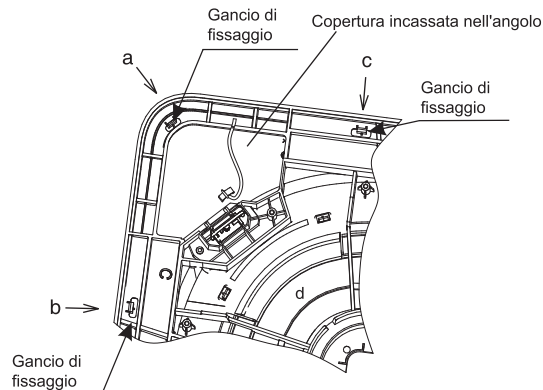 Gancio di
fissaggio
Copertura incassata nell'angolo
a
c
Gancio di
fissaggio
C
d
b
Gancio di
fissaggio